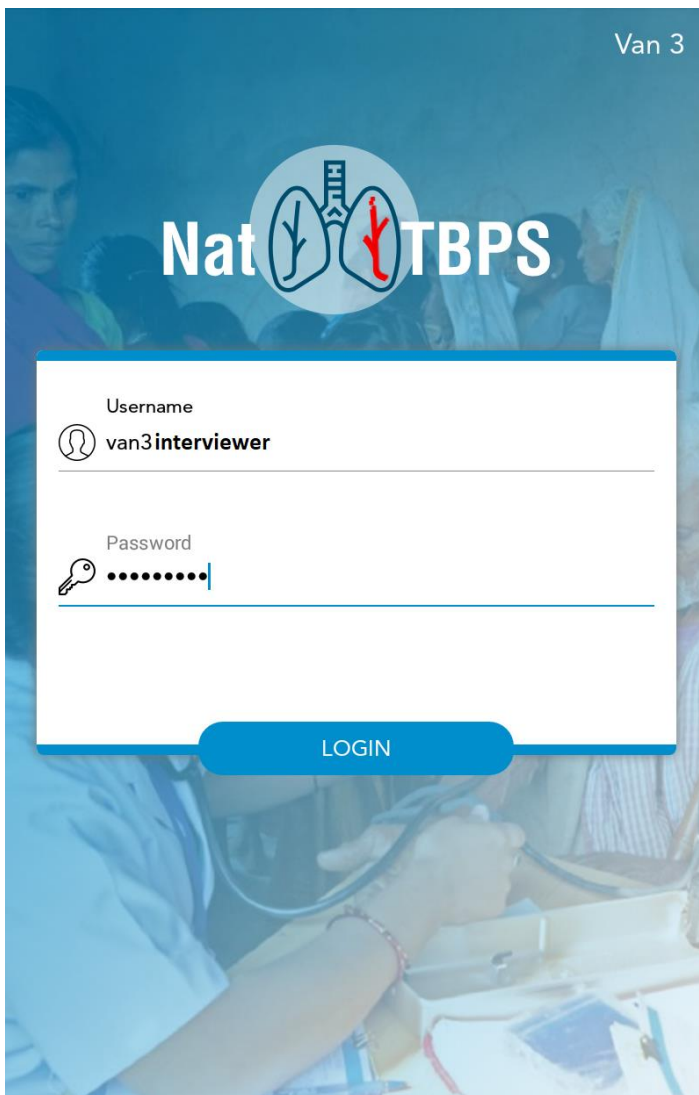 Van 3
Nat TBPS
Username
van3interviewer
Password
•••••••••
LOGIN